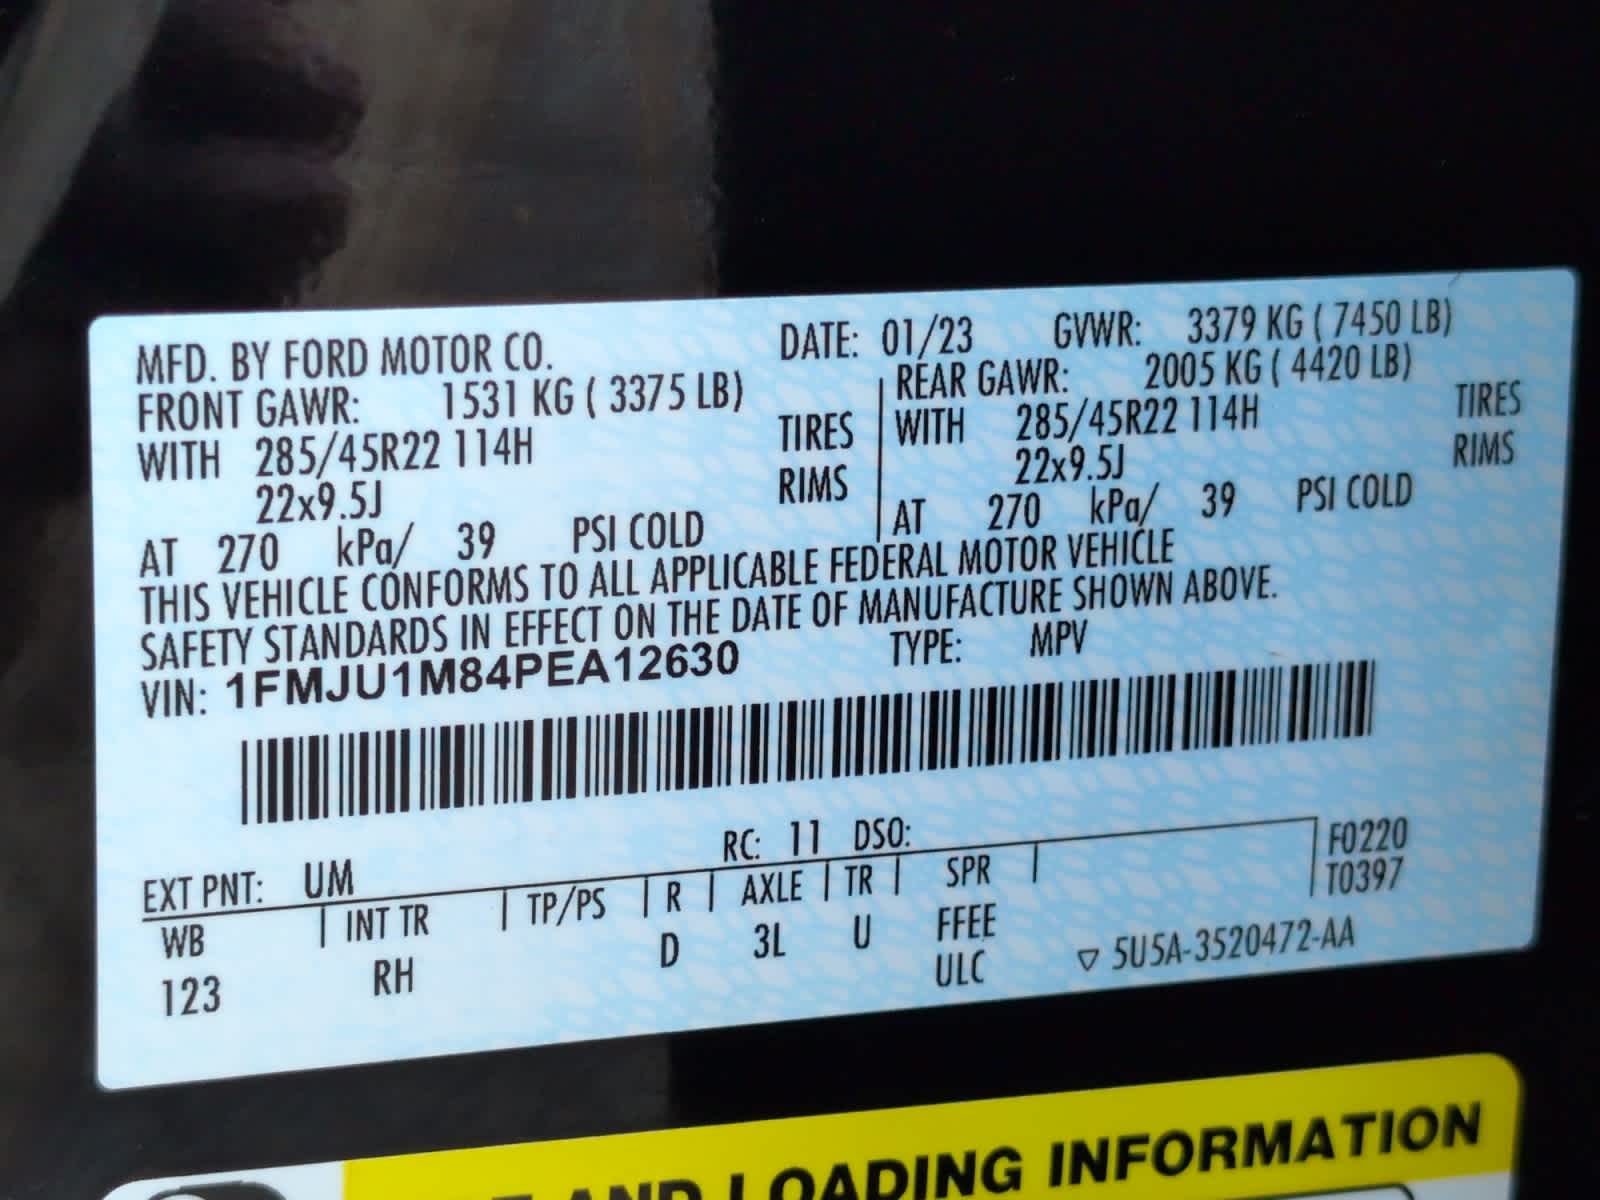 MFD. BY FORD MOTOR CO. DATE: 01/23 GVWR: 3379 KG ( 7450 LB)
FRONT GAWR: 1531 KG ( 3375 LB) REAR GAWR: 2005 KG ( 4420 LB)
WITH 285/45R22 114H TIRES WITH 285/45R22 114H TIRES
22x9.5J RIMS 22x9.5J RIMS
AT 270 kPa/ 39 PSI COLD AT 270 kPa/ 39 PSI COLD
THIS VEHICLE CONFORMS TO ALL APPLICABLE FEDERAL MOTOR VEHICLE
SAFETY STANDARDS IN EFFECT ON THE DATE OF MANUFACTURE SHOWN ABOVE.
VIN: 1FMJU1M84PEA12630 TYPE: MPV
EXT PNT: UM RC: 11 DSO: F0220
WB INT TR TP/PS R AXLE TR SPR T0397
123 RH D 3L U FFEE
ULC ▽ 5U5A-3520472-AA
AND LOADING INFORMATION